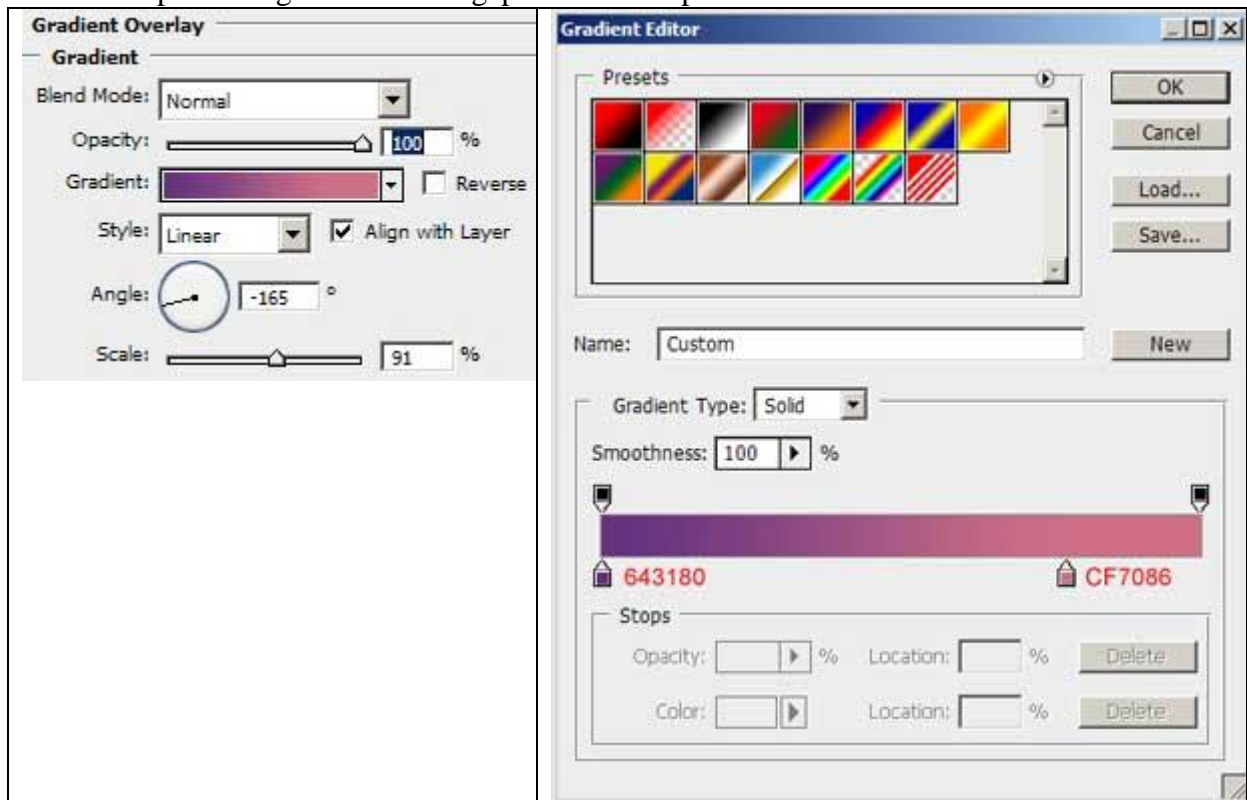 Gradient Overlay
Gradient
Blend Mode: Normal
Opacity: 100 %
Gradient: Reverse
Style: Linear Align with Layer
Angle: -165 °
Scale: 91 %
Gradient Editor
Presets
OK
Cancel
Load...
Save...
Name: Custom
New
Gradient Type: Solid
Smoothness: 100 %
643180
CF7086
Stops
Opacity: % Location: % Delete
Color: Location: % Delete